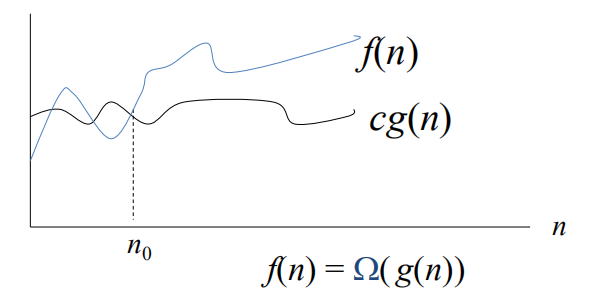 f(n)
cg(n)
n
n₀
f(n) = Ω( g(n))